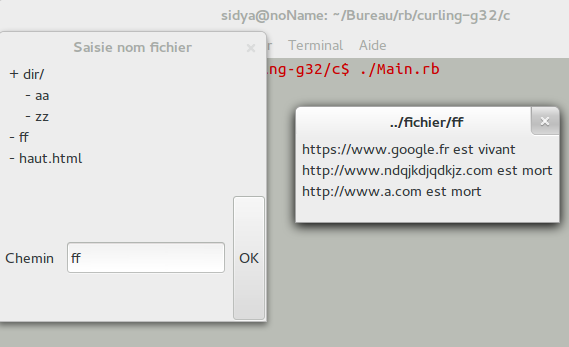 sidya@noName: ~/Bureau/rb/curling-g32/c
Terminal Aide
ng-g32/c$ ./Main.rb
Saisie nom fichier
+ dir/
- aa
- zz
- ff
- haut.html
Chemin ff OK
../fichier/ff
https://www.google.fr est vivant
http://www.ndqjkdjqdkjz.com est mort
http://www.a.com est mort